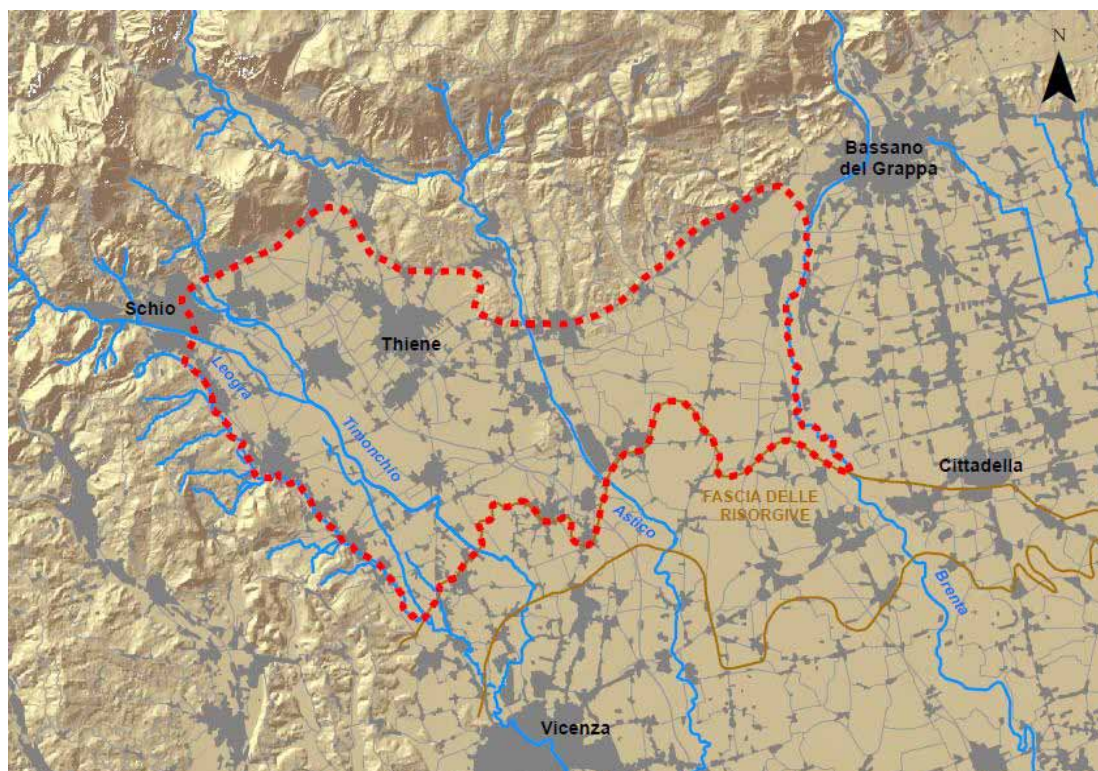 N
Bassano
del Grappa
Schio
Thiene
Leogra
Timonchio
Astico
FASCIA DELLE
RISORGIVE
Cittadella
Brenta
Vicenza